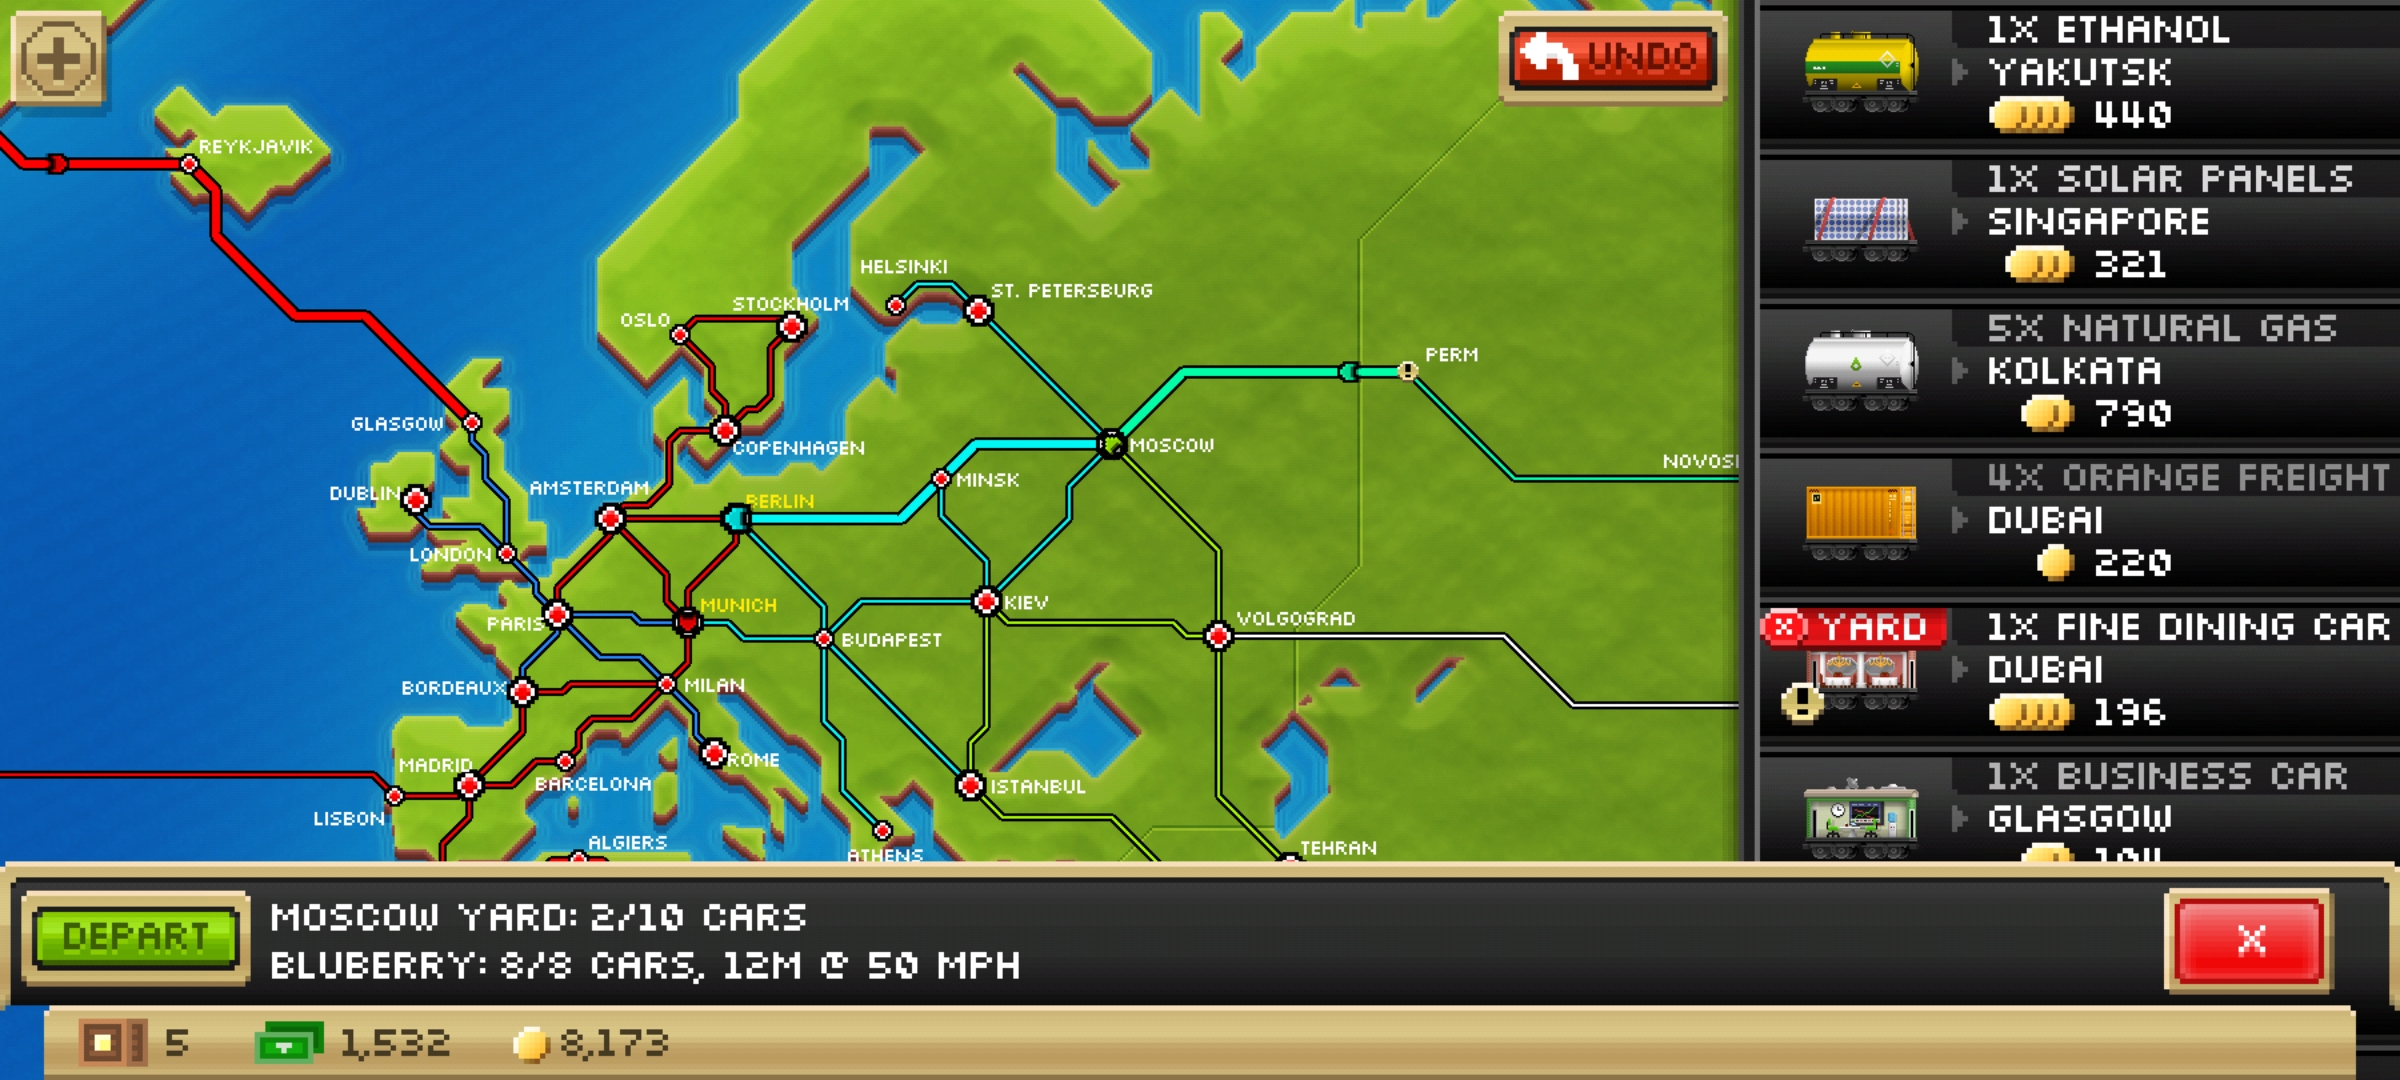 UNDO
REYKJAVIK
HELSINKI
ST. PETERSBURG
STOCKHOLM
OSLO
PERM
GLASGOW
COPENHAGEN
MOSCOW
NOVOSI
DUBLIN
AMSTERDAM
MINSK
BERLIN
LONDON
MUNICH
KIEV
PARIS
BUDAPEST
VOLGOGRAD
BORDEAUX
MILAN
MADRID
ROME
BARCELONA
ISTANBUL
LISBON
ALGIERS
ATHENS
TEHRAN
1X ETHANOL
YAKUTSK
440
1X SOLAR PANELS
SINGAPORE
321
5X NATURAL GAS
KOLKATA
790
4X ORANGE FREIGHT
DUBAI
220
X YARD
1X FINE DINING CAR
DUBAI
196
1X BUSINESS CAR
GLASGOW
DEPART
MOSCOW YARD: 2/10 CARS
BLUBERRY: 8/8 CARS, 12M @ 50 MPH
X
5
1,532
8,173